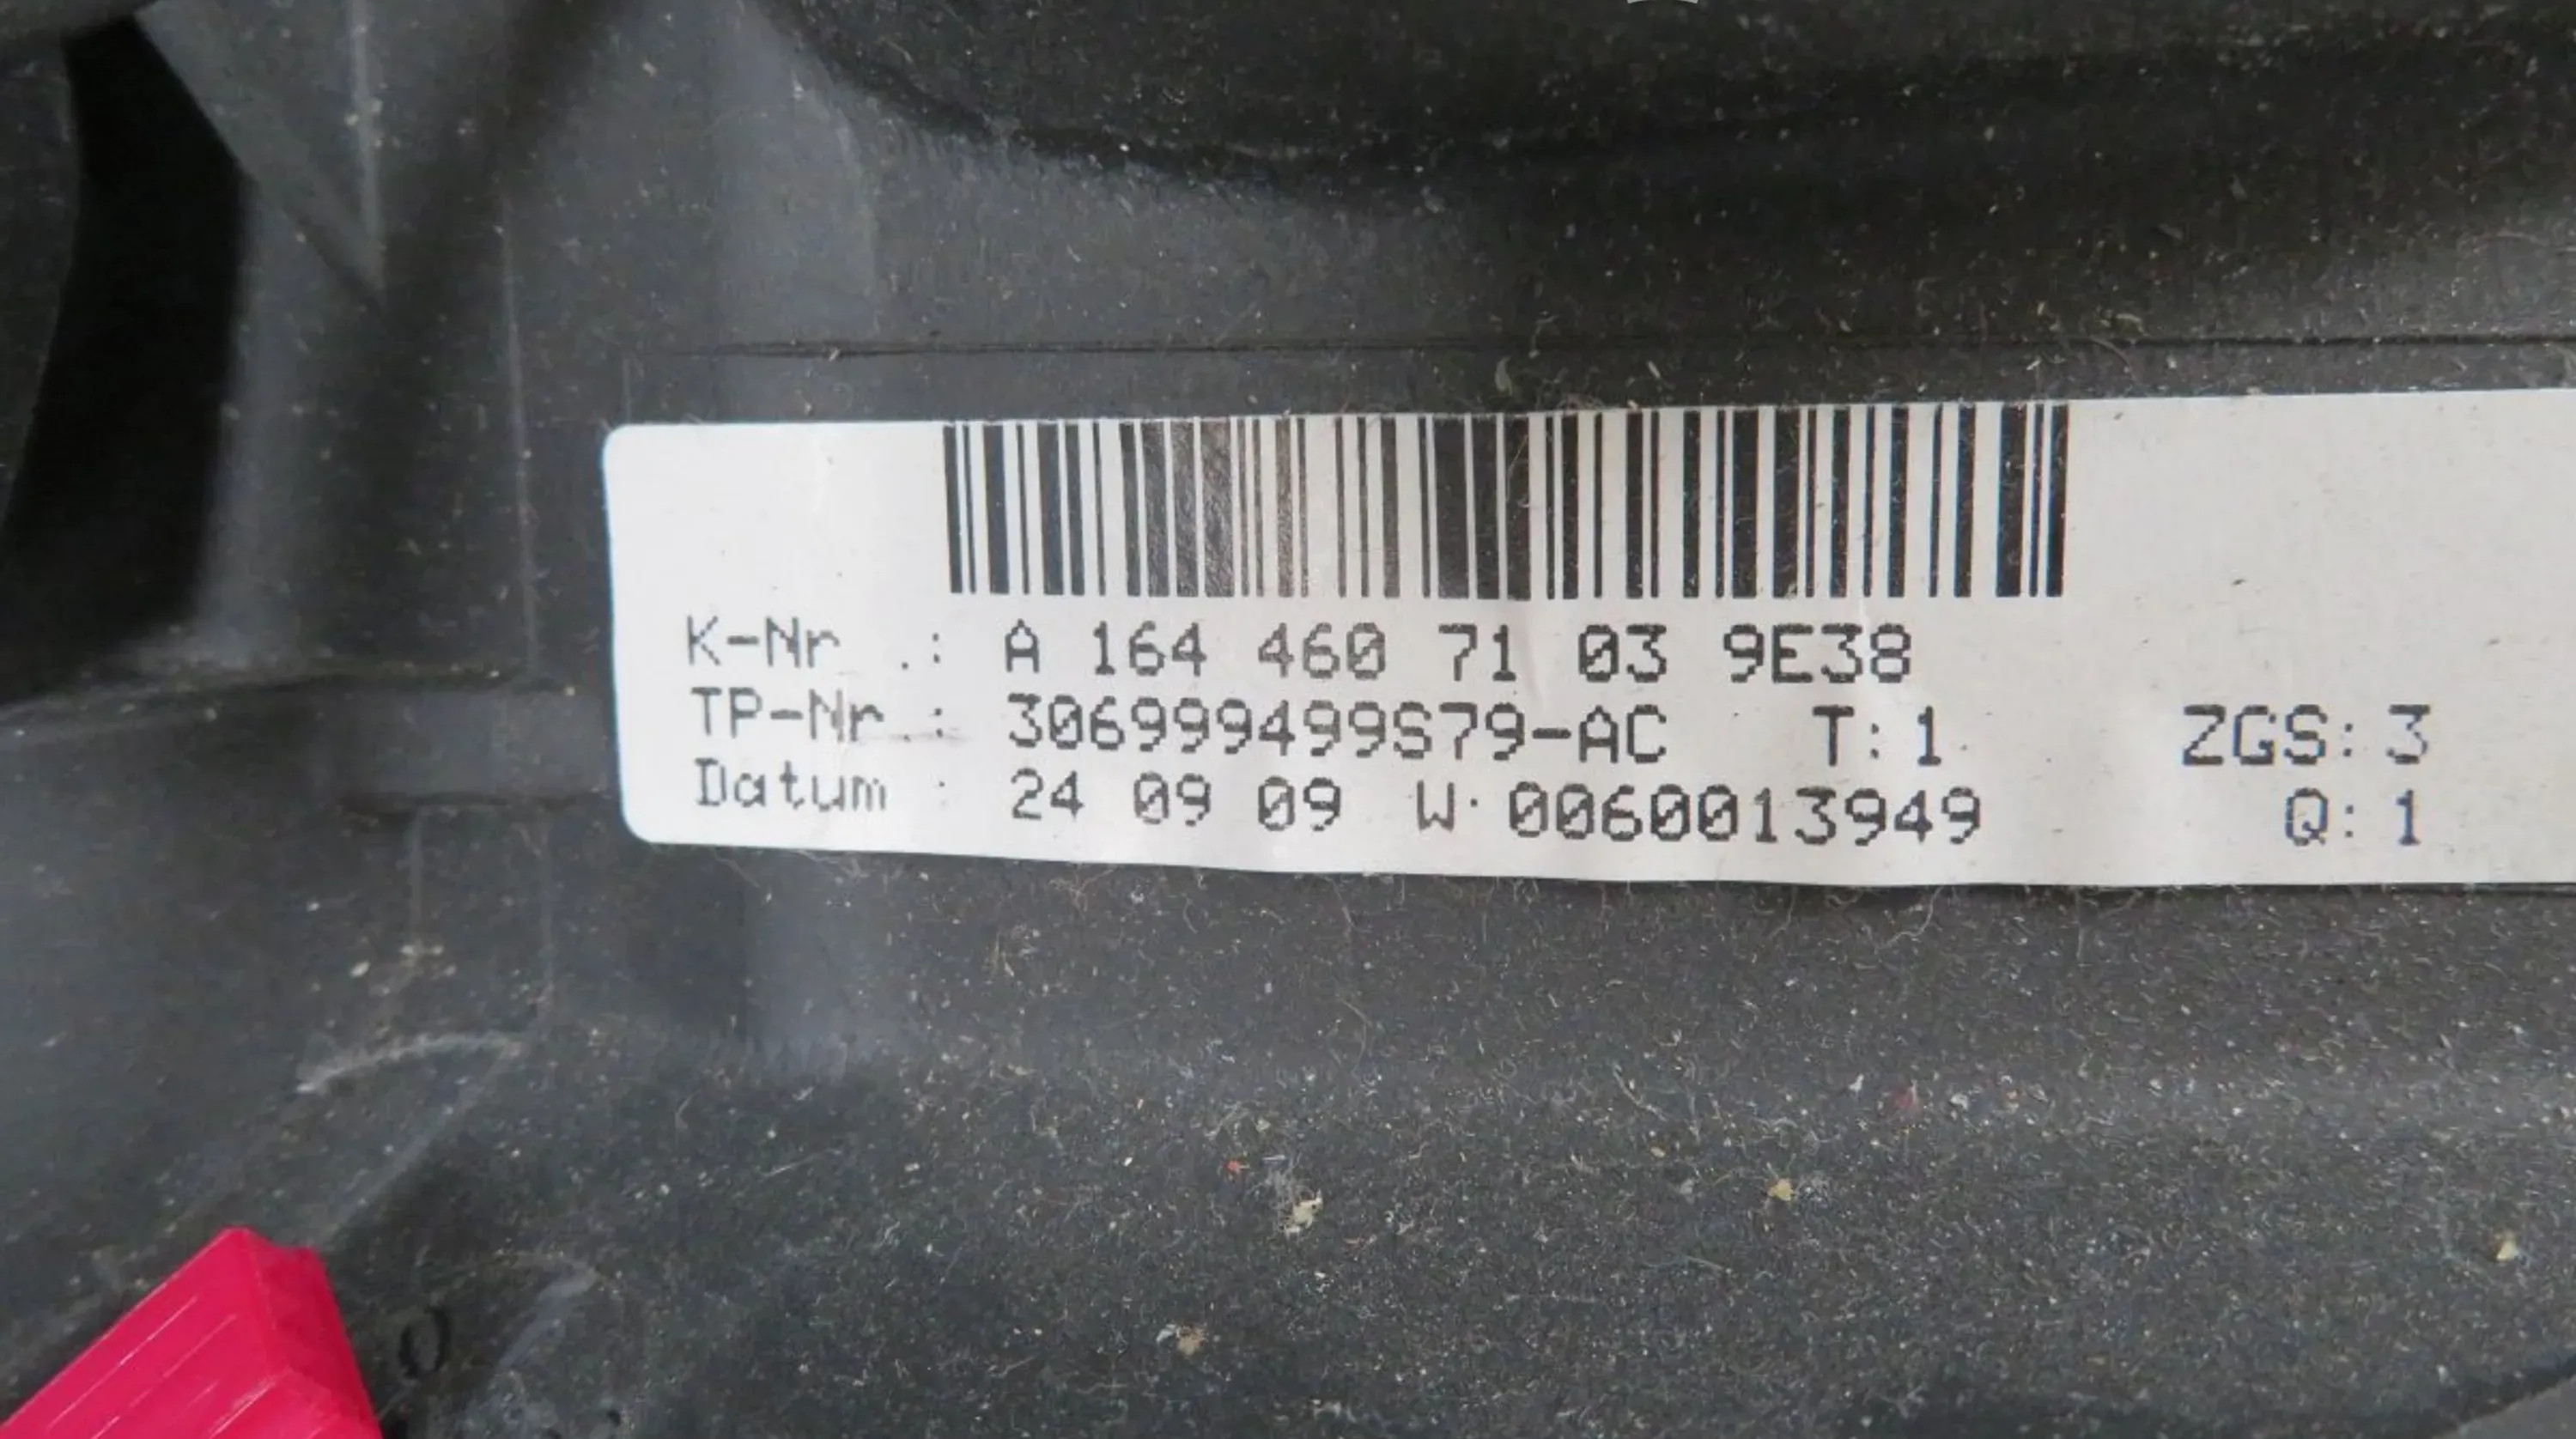 K-Nr .: A 164 460 71 03 9E38
TP-Nr.: 306999499S79-AC T: 1 ZGS: 3
Datum : 24 09 09 W. 0060013949 Q: 1